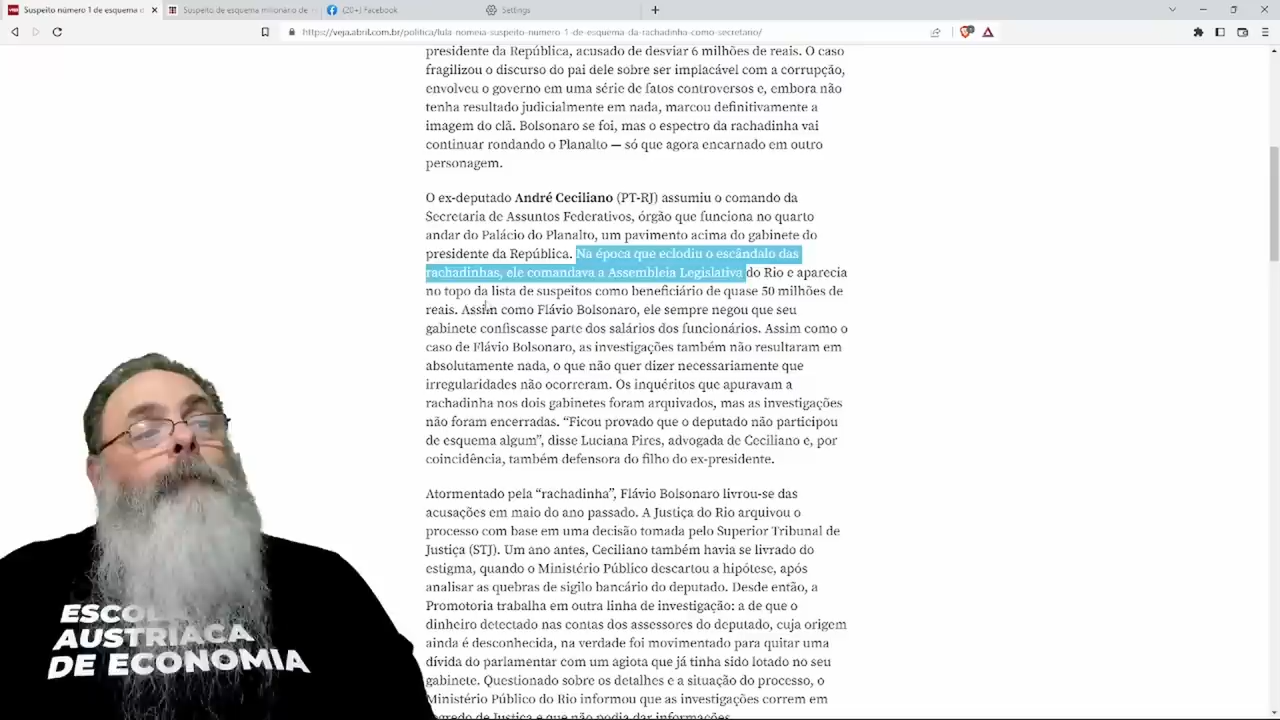 Suspeito número 1 de esquema d
Suspeito de esquema milionário de
(20+) Facebook
Settings
https://veja.abril.com.br/politica/lula-nomeia-suspeito-numero-1-de-esquema-da-rachadinha-como-secretario/
presidente da República, acusado de desviar 6 milhões de reais. O caso
fragilizou o discurso do pai dele sobre ser implacável com a corrupção,
envolveu o governo em uma série de fatos controversos e, embora não
tenha resultado judicialmente em nada, marcou definitivamente a
imagem do clã. Bolsonaro se foi, mas o espectro da rachadinha vai
continuar rondando o Planalto — só que agora encarnado em outro
personagem.
O ex-deputado André Ceciliano (PT-RJ) assumiu o comando da
Secretaria de Assuntos Federativos, órgão que funciona no quarto
andar do Palácio do Planalto, um pavimento acima do gabinete do
presidente da República. Na época que eclodiu o escândalo das
rachadinhas, ele comandava a Assembleia Legislativa do Rio e aparecia
no topo da lista de suspeitos como beneficiário de quase 50 milhões de
reais. Assim como Flávio Bolsonaro, ele sempre negou que seu
gabinete confiscasse parte dos salários dos funcionários. Assim como o
caso de Flávio Bolsonaro, as investigações também não resultaram em
absolutamente nada, o que não quer dizer necessariamente que
irregularidades não ocorreram. Os inquéritos que apuravam a
rachadinha nos dois gabinetes foram arquivados, mas as investigações
não foram encerradas. “Ficou provado que o deputado não participou
de esquema algum”, disse Luciana Pires, advogada de Ceciliano e, por
coincidência, também defensora do filho do ex-presidente.
Atormentado pela “rachadinha”, Flávio Bolsonaro livrou-se das
acusações em maio do ano passado. A Justiça do Rio arquivou o
processo com base em uma decisão tomada pelo Superior Tribunal de
Justiça (STJ). Um ano antes, Ceciliano também havia se livrado do
estigma, quando o Ministério Público descartou a hipótese, após
analisar as quebras de sigilo bancário do deputado. Desde então, a
Promotoria trabalha em outra linha de investigação: a de que o
dinheiro detectado nas contas dos assessores do deputado, cuja origem
ainda é desconhecida, na verdade foi movimentado para quitar uma
dívida do parlamentar com um agiota que já tinha sido lotado no seu
gabinete. Questionado sobre os detalhes e a situação do processo, o
Ministério Público do Rio informou que as investigações correm em
segredo de Justiça e que não podia dar informações.
ESCOL
AUSTRÍACA
DE ECONOMIA